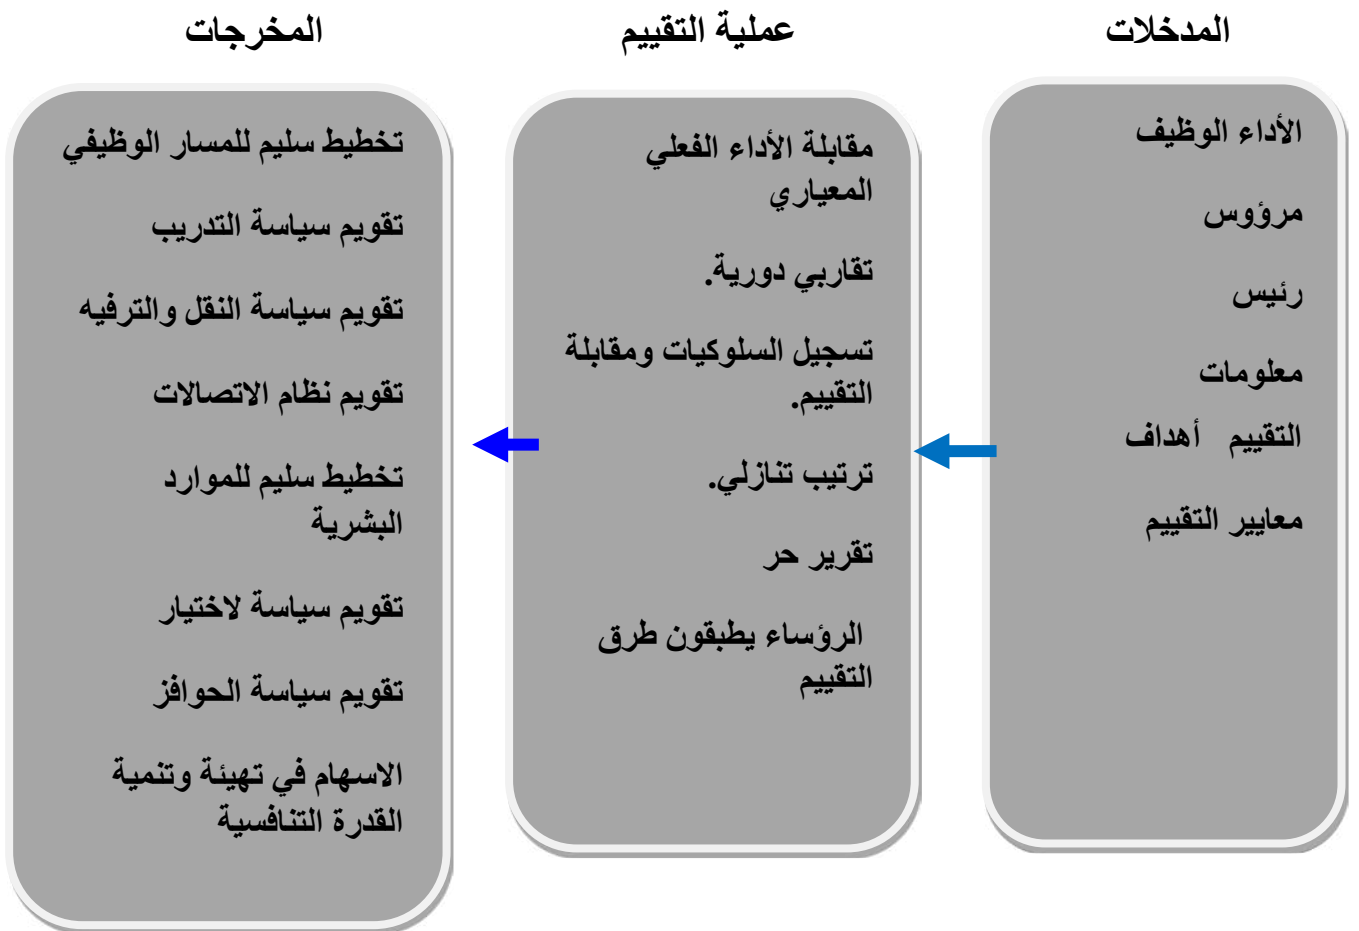 المدخلات
الأداء الوظيف
مرؤوس
رئيس
معلومات
التقييم أهداف
معايير التقييم
عملية التقييم
مقابلة الأداء الفعلي
المعياري
تقاربي دورية.
تسجيل السلوكيات ومقابلة
التقييم.
ترتيب تنازلي.
تقرير حر
الرؤساء يطبقون طرق
التقييم
المخرجات
تخطيط سليم للمسار الوظيفي
تقويم سياسة التدريب
تقويم سياسة النقل والترفيه
تقويم نظام الاتصالات
تخطيط سليم للموارد
البشرية
تقويم سياسة لاختيار
تقويم سياسة الحوافز
الاسهام في تهيئة وتنمية
القدرة التنافسية